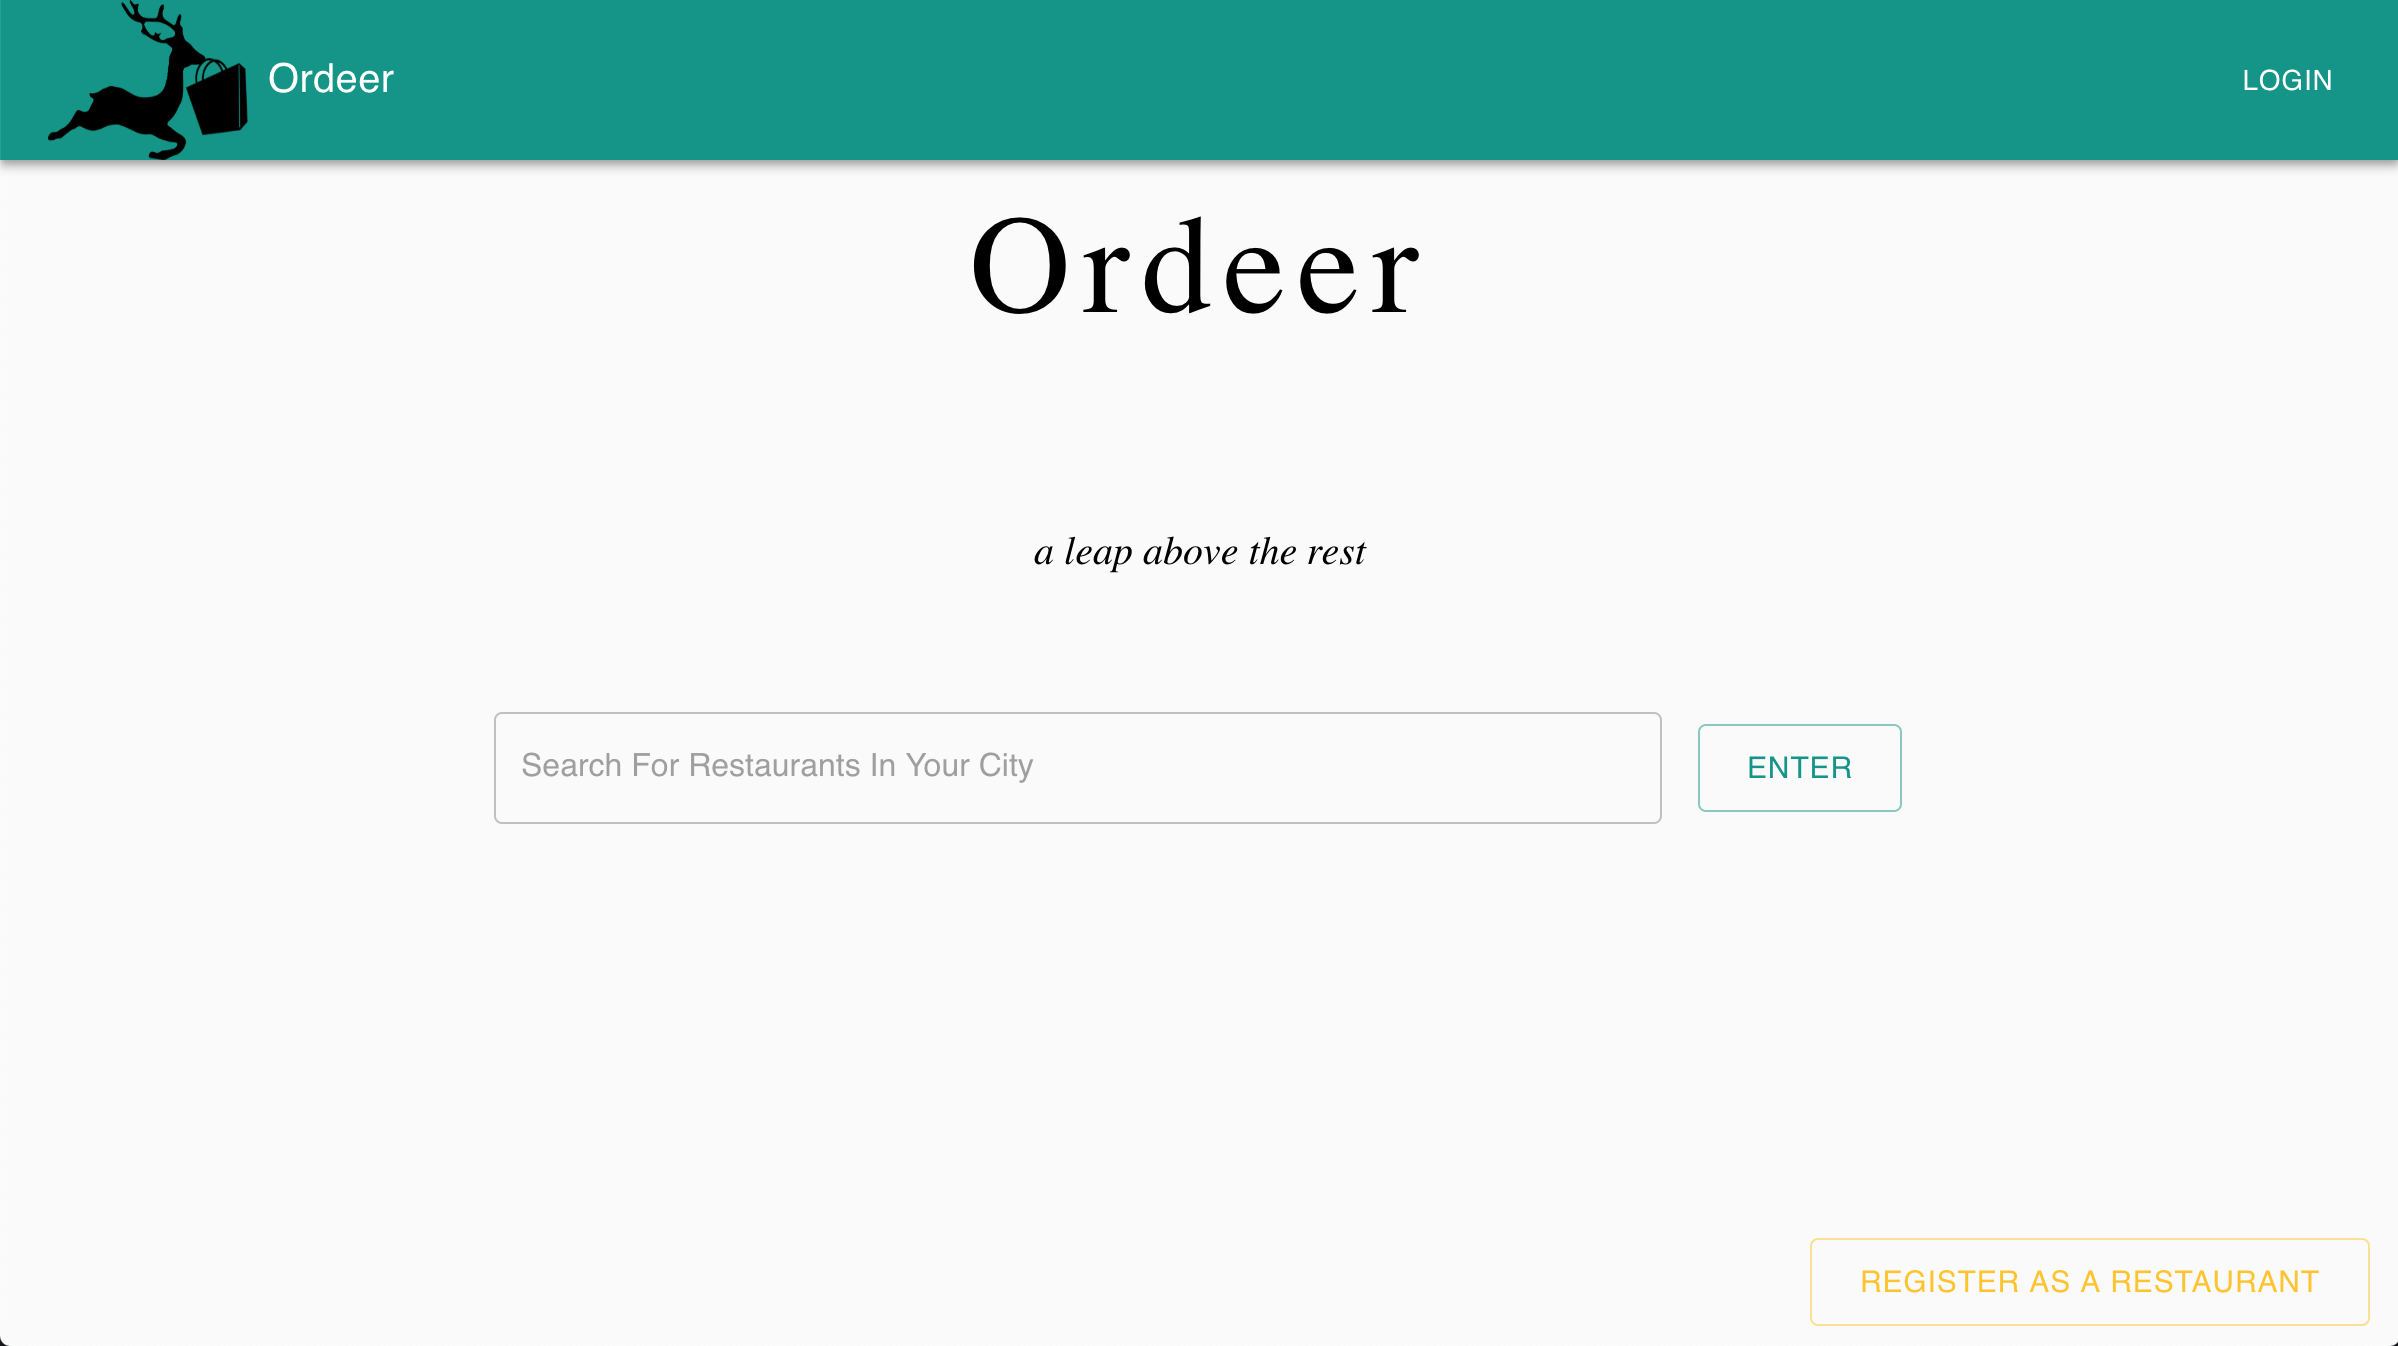 Ordeer
LOGIN
Ordeer
a leap above the rest
Search For Restaurants In Your City
ENTER
REGISTER AS A RESTAURANT